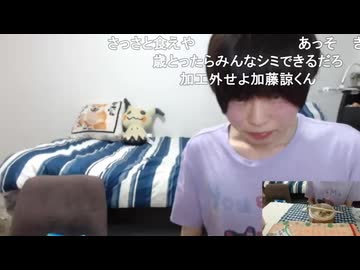 さっさと食えや
あっそ
歳とったらみんなシミできるだろ
加工外せよ加藤諒くん